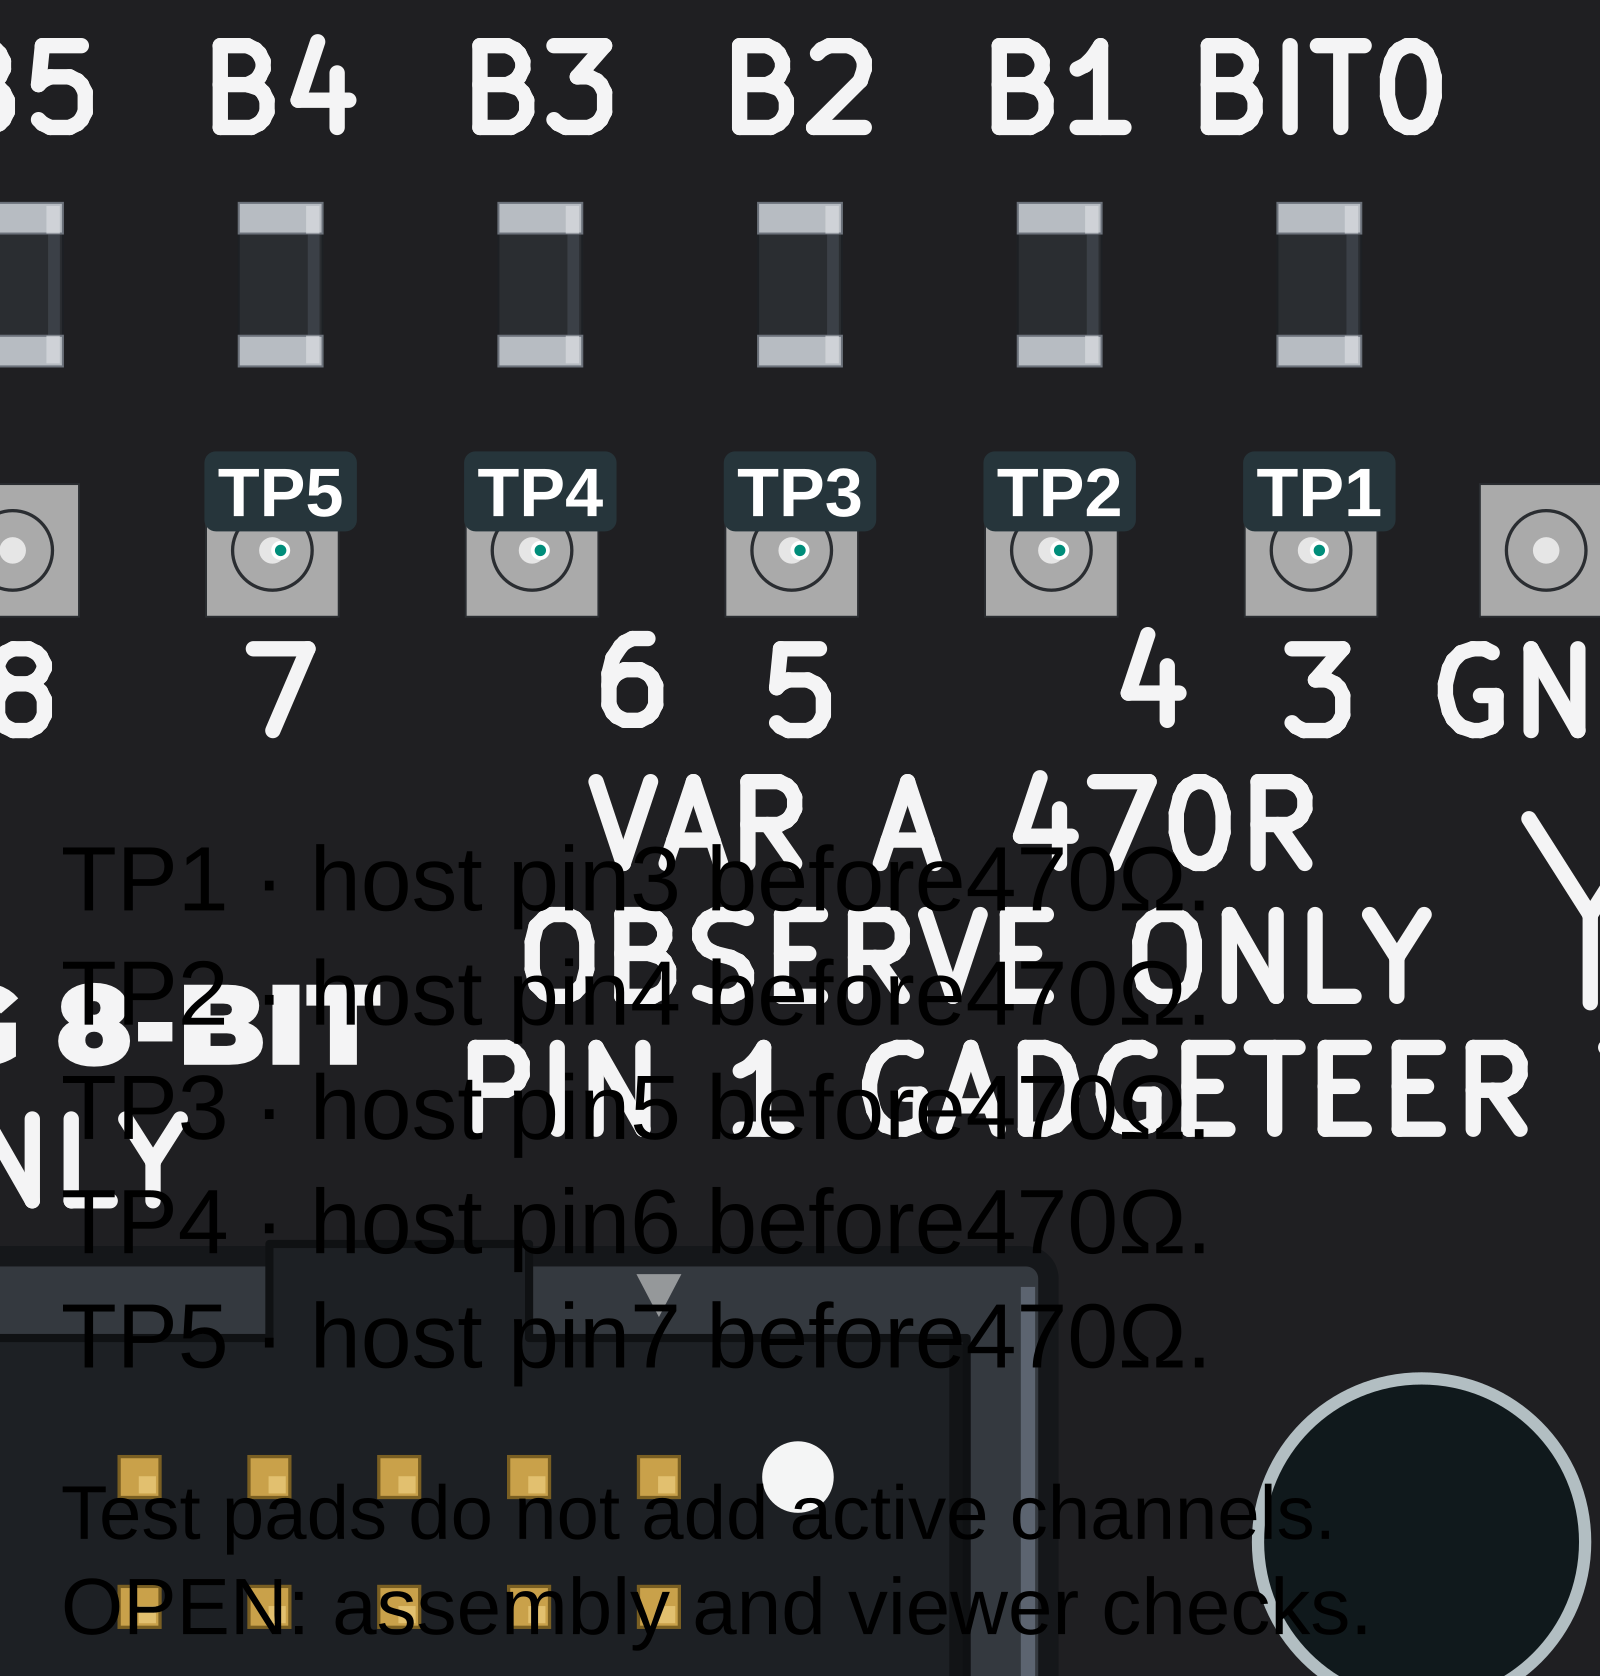 B5 B4 B3 B2 B1 BIT0
TP5 TP4 TP3 TP2 TP1
8 7 6 5 4 3 GN
VAR A 470R
TP1 · host pin3 before470Ω.
OBSERVE ONLY
TP2 · host pin4 before470Ω.
G 8-BIT
PIN 1 GADGETEER
TP3 · host pin5 before470Ω.
NLY
TP4 · host pin6 before470Ω.
TP5 · host pin7 before470Ω.
Test pads do not add active channels.
OPEN: assembly and viewer checks.